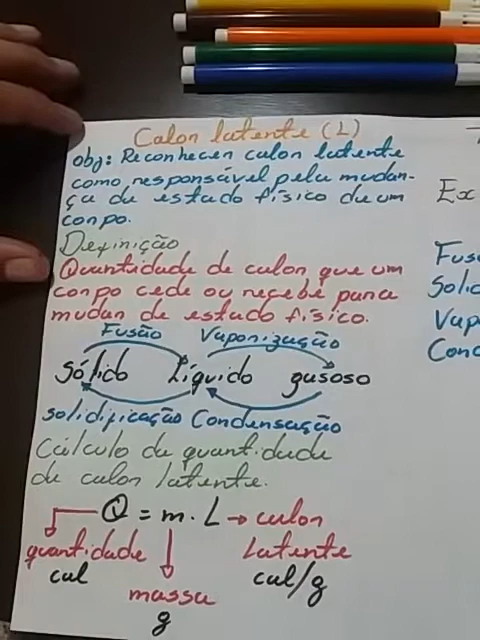 Calor latente (L)
obj: Reconhecer calor latente
como responsável pela mudan-
ça de estado físico de um
corpo.
Definição
Quantidade de calor que um
corpo cede ou recebe para
mudar de estado físico.
Fusão Vaporização
Sólido Líquido gasoso
Solidificação Condensação
Cálculo da quantidade
de calor latente.
Q = m . L → calor
quantidade latente
cal cal/g
massa
g
Ex
Fus
Solid
Vap
Cond